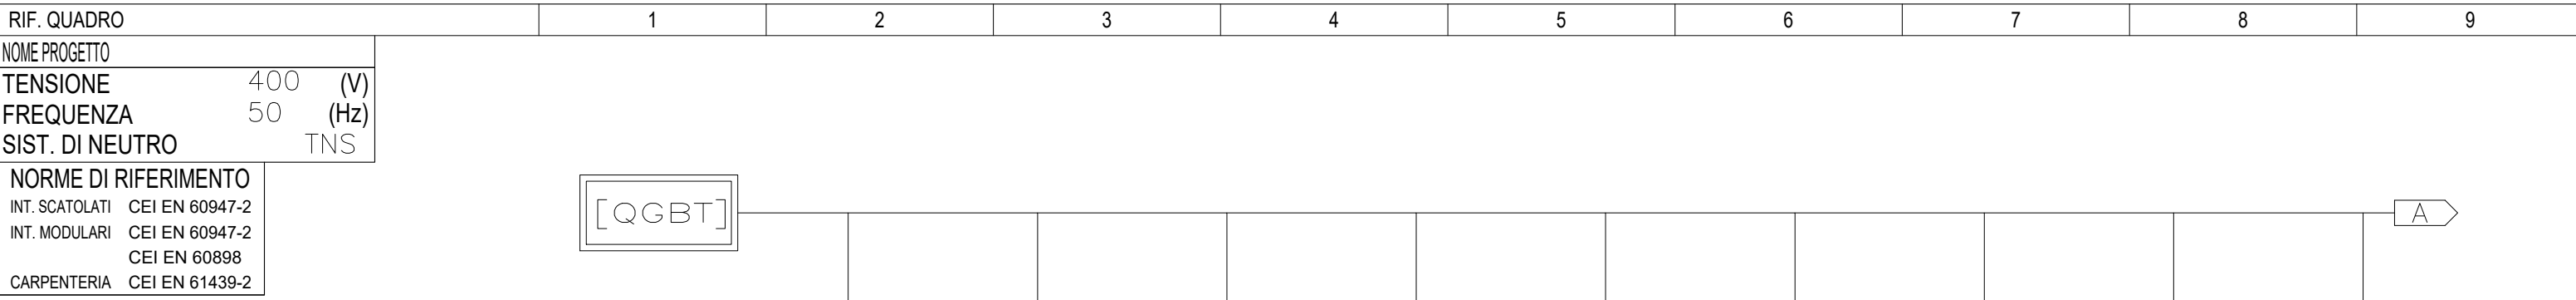 RIF. QUADRO 1 2 3 4 5 6 7 8 9
NOME PROGETTO
TENSIONE 400 (V)
FREQUENZA 50 (Hz)
SIST. DI NEUTRO TNS
NORME DI RIFERIMENTO
INT. SCATOLATI CEI EN 60947-2
INT. MODULARI CEI EN 60947-2
CEI EN 60898
CARPENTERIA CEI EN 61439-2
[QGBT]
A